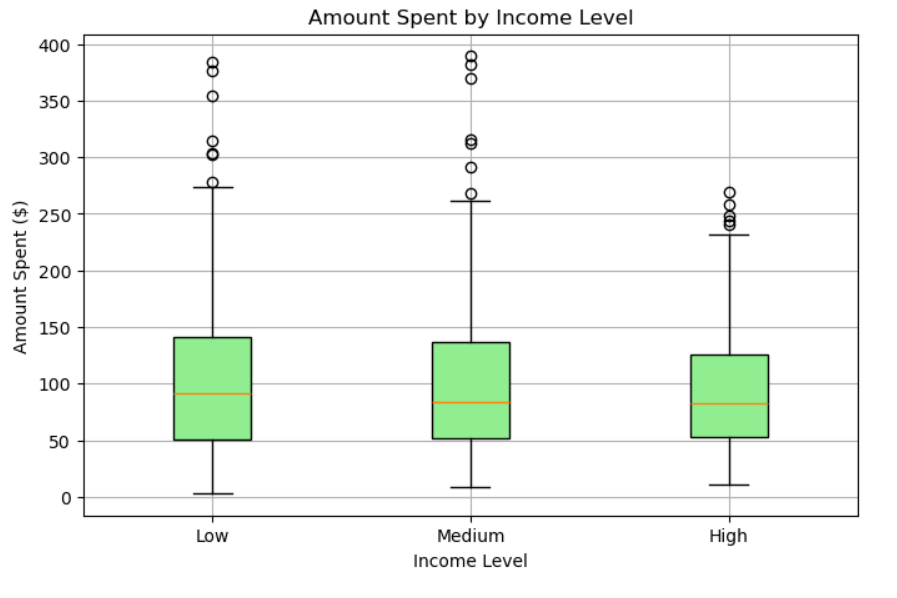 Amount Spent by Income Level
400
350
300
250
200
150
100
50
0
Amount Spent ($)
Low Medium High
Income Level